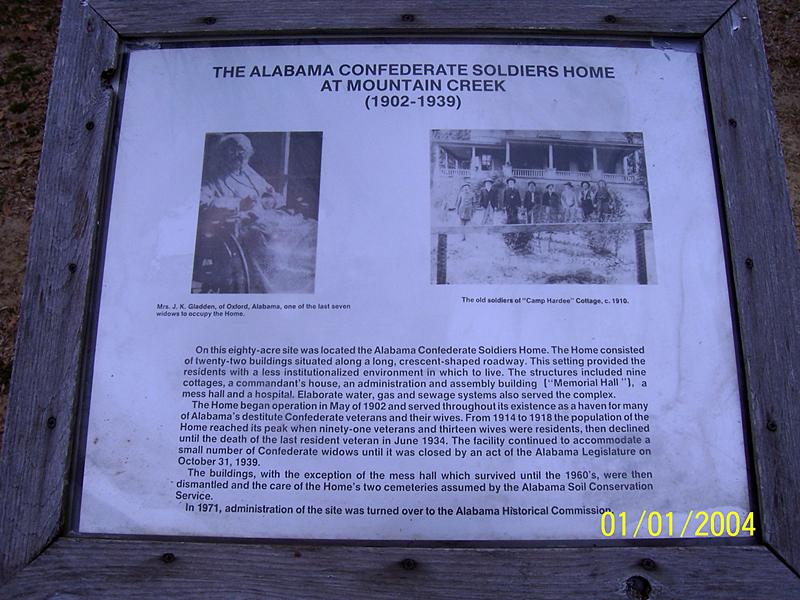 THE ALABAMA CONFEDERATE SOLDIERS HOME
AT MOUNTAIN CREEK
(1902-1939)
Mrs. J. K. Gladden, of Oxford, Alabama, one of the last seven
widows to occupy the Home.
The old soldiers of "Camp Hardee" Cottage, c. 1910.
On this eighty-acre site was located the Alabama Confederate Soldiers Home. The Home consisted
of twenty-two buildings situated along a long, crescent-shaped roadway. This setting provided the
residents with a less institutionalized environment in which to live. The structures included nine
cottages, a commandant's house, an administration and assembly building ["Memorial Hall"], a
mess hall and a hospital. Elaborate water, gas and sewage systems also served the complex.
The Home began operation in May of 1902 and served throughout its existence as a haven for many
of Alabama's destitute Confederate veterans and their wives. From 1914 to 1918 the population of the
Home reached its peak when ninety-one veterans and thirteen wives were residents, then declined
until the death of the last resident veteran in June 1934. The facility continued to accommodate a
small number of Confederate widows until it was closed by an act of the Alabama Legislature on
October 31, 1939.
The buildings, with the exception of the mess hall which survived until the 1960's, were then
dismantled and the care of the Home's two cemeteries assumed by the Alabama Soil Conservation
Service.
In 1971, administration of the site was turned over to the Alabama Historical Commission.
01/01/2004